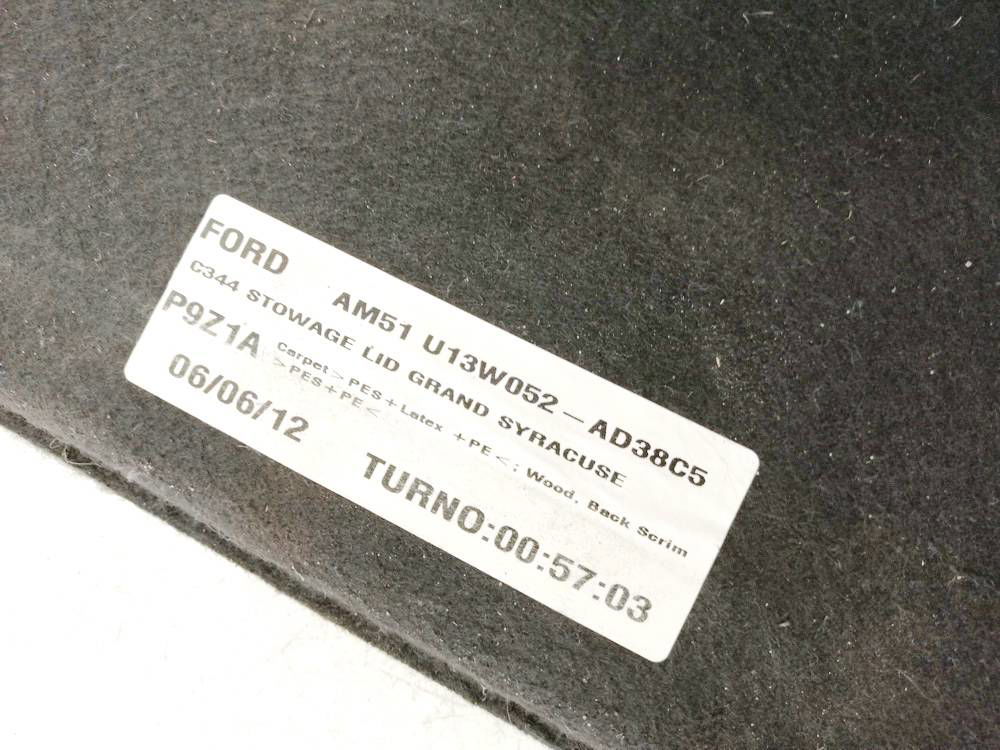 FORD
AM51 U13W052-AD38C5
C344 STOWAGE LID GRAND SYRACUSE
P9Z1A
Carpet>PES+Latex +PE<; Wood, Back Scrim
>PES+PE<
06/06/12
TURNO:00:57:03